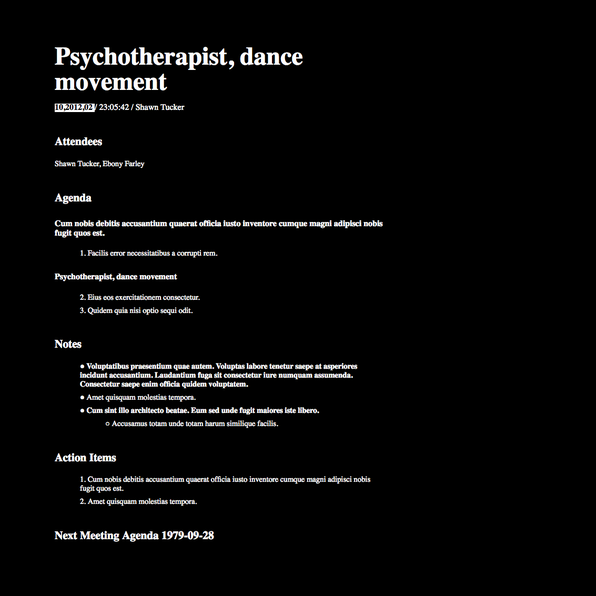 Psychotherapist, dance
movement
10.2012.02 / 23:05:42 / Shawn Tucker
Attendees
Shawn Tucker, Ebony Farley
Agenda
Cum nobis debitis accusantium quaerat officia iusto inventore cumque magni adipisci nobis
fugit quos est.
1. Facilis error necessitatibus a corrupti rem.
Psychotherapist, dance movement
2. Eius eos exercitationem consectetur.
3. Quidem quia nisi optio sequi odit.
Notes
● Voluptatibus praesentium quae autem. Voluptas labore tenetur saepe at asperiores
incidunt accusantium. Laudantium fuga sit consectetur iure numquam assumenda.
Consectetur saepe enim officia quidem voluptatem.
● Amet quisquam molestias tempora.
● Cum sint illo architecto beatae. Eum sed unde fugit maiores iste libero.
○ Accusamus totam unde totam harum similique facilis.
Action Items
1. Cum nobis debitis accusantium quaerat officia iusto inventore cumque magni adipisci nobis
fugit quos est.
2. Amet quisquam molestias tempora.
Next Meeting Agenda 1979-09-28